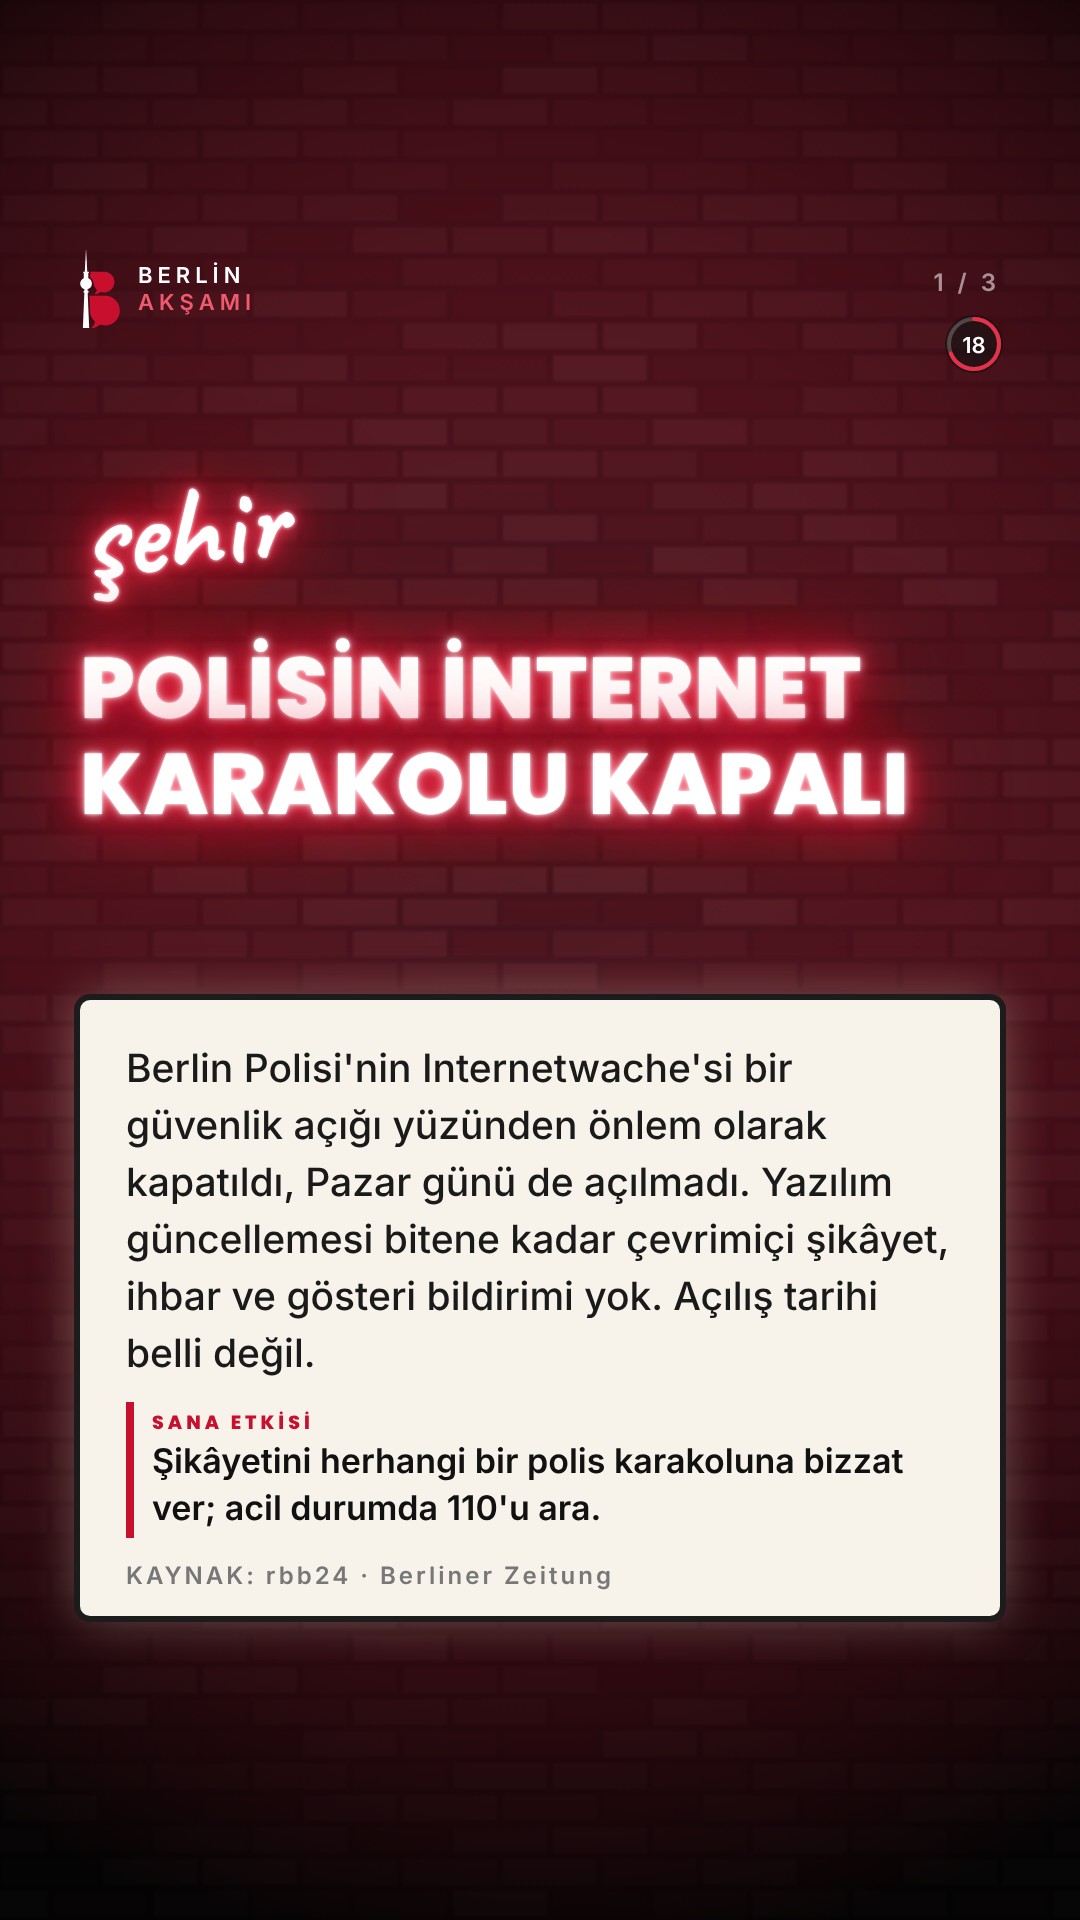 BERLİN
AKŞAMI
1 / 3
18
şehir
POLİSİN İNTERNET
KARAKOLU KAPALI
Berlin Polisi'nin Internetwache'si bir
güvenlik açığı yüzünden önlem olarak
kapatıldı, Pazar günü de açılmadı. Yazılım
güncellemesi bitene kadar çevrimiçi şikâyet,
ihbar ve gösteri bildirimi yok. Açılış tarihi
belli değil.
SANA ETKİSİ
Şikâyetini herhangi bir polis karakoluna bizzat
ver; acil durumda 110'u ara.
KAYNAK: rbb24 · Berliner Zeitung